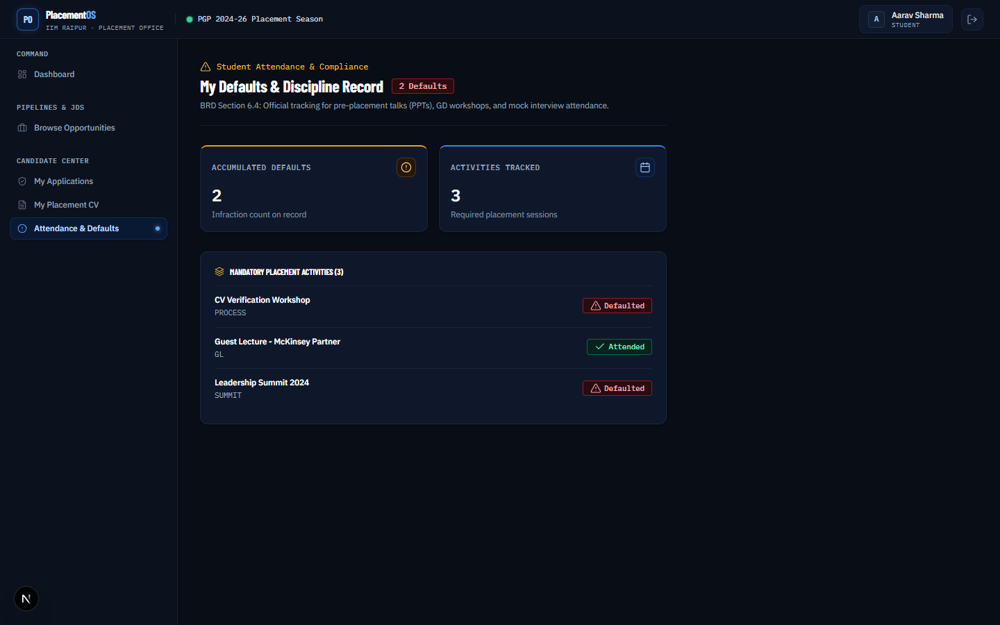 PO
PlacementOS
IIM RAIPUR · PLACEMENT OFFICE
PGP 2024-26 Placement Season
A
Aarav Sharma
STUDENT
COMMAND
Dashboard
PIPELINES & JDS
Browse Opportunities
CANDIDATE CENTER
My Applications
My Placement CV
Attendance & Defaults
Student Attendance & Compliance
My Defaults & Discipline Record
2 Defaults
BRD Section 6.4: Official tracking for pre-placement talks (PPTs), GD workshops, and mock interview attendance.
ACCUMULATED DEFAULTS
2
Infraction count on record
ACTIVITIES TRACKED
3
Required placement sessions
MANDATORY PLACEMENT ACTIVITIES (3)
CV Verification Workshop
PROCESS
Defaulted
Guest Lecture - McKinsey Partner
GL
Attended
Leadership Summit 2024
SUMMIT
Defaulted
N